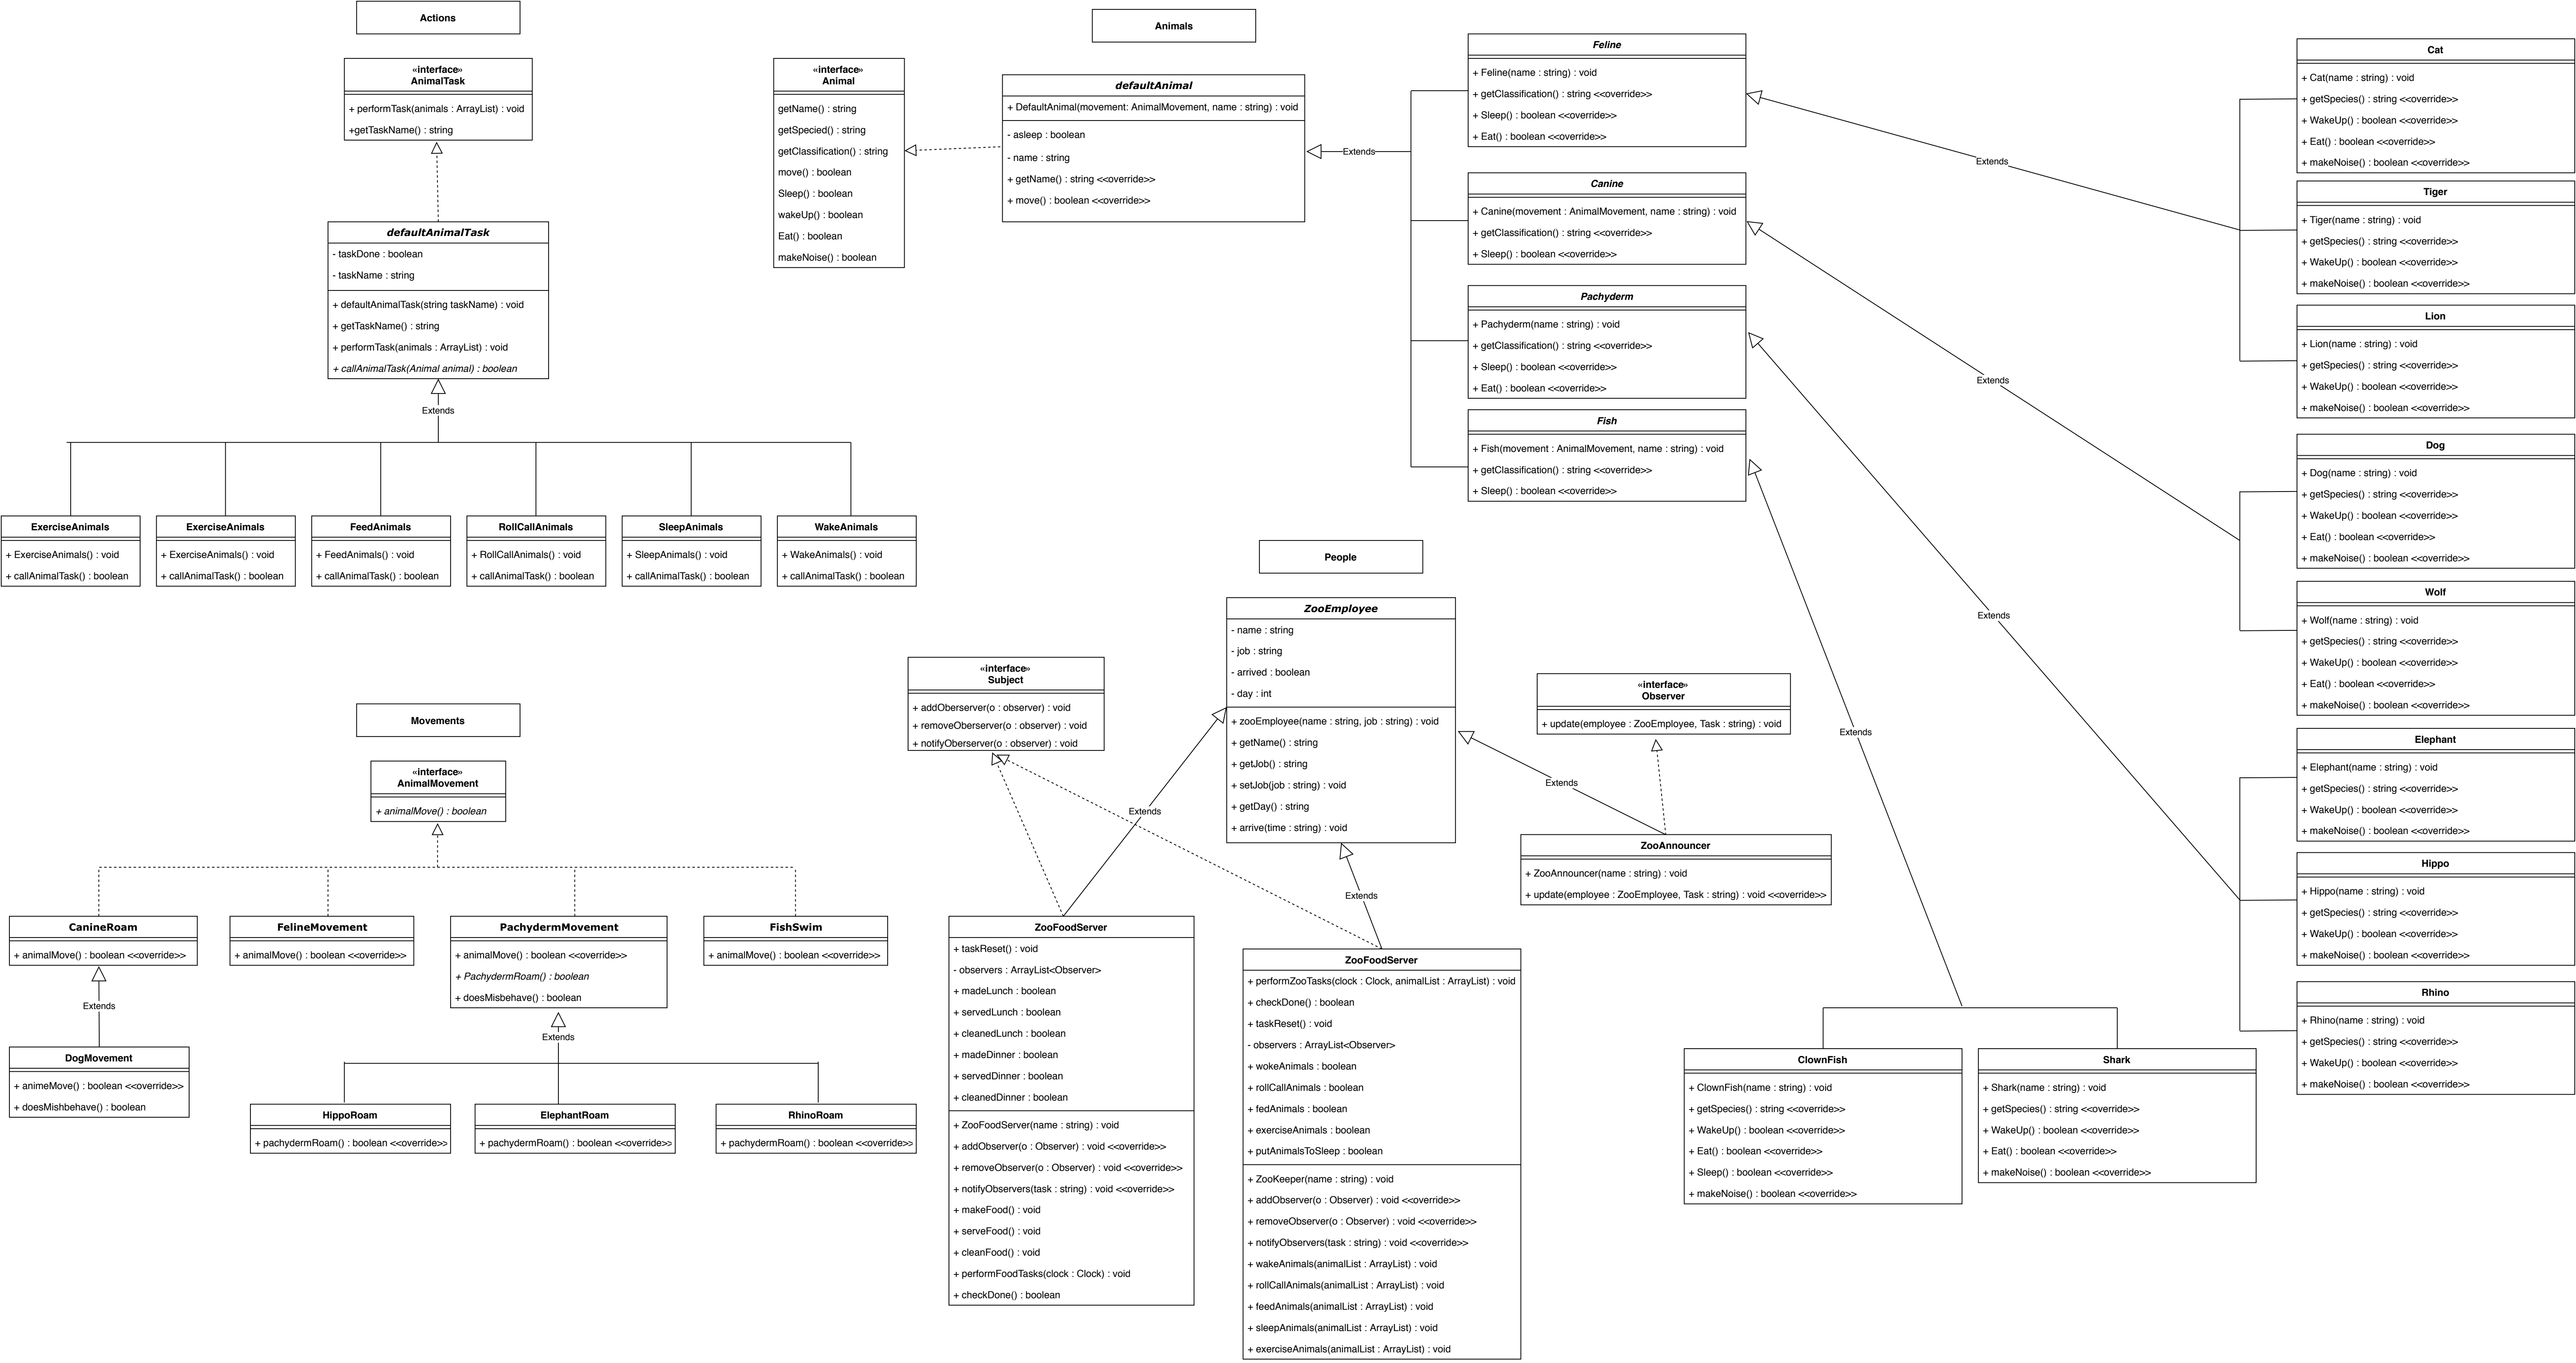 Actions
«interface»
AnimalTask
+ performTask(animals : ArrayList) : void
+getTaskName() : string
defaultAnimalTask
- taskDone : boolean
- taskName : string
+ defaultAnimalTask(string taskName) : void
+ getTaskName() : string
+ performTask(animals : ArrayList) : void
+ callAnimalTask(Animal animal) : boolean
Extends
ExerciseAnimals
+ ExerciseAnimals() : void
+ callAnimalTask() : boolean
ExerciseAnimals
+ ExerciseAnimals() : void
+ callAnimalTask() : boolean
FeedAnimals
+ FeedAnimals() : void
+ callAnimalTask() : boolean
RollCallAnimals
+ RollCallAnimals() : void
+ callAnimalTask() : boolean
SleepAnimals
+ SleepAnimals() : void
+ callAnimalTask() : boolean
WakeAnimals
+ WakeAnimals() : void
+ callAnimalTask() : boolean
Animals
«interface»
Animal
getName() : string
getSpecied() : string
getClassification() : string
move() : boolean
Sleep() : boolean
wakeUp() : boolean
Eat() : boolean
makeNoise() : boolean
defaultAnimal
+ DefaultAnimal(movement: AnimalMovement, name : string) : void
- asleep : boolean
- name : string
+ getName() : string <<override>>
+ move() : boolean <<override>>
Extends
Feline
+ Feline(name : string) : void
+ getClassification() : string <<override>>
+ Sleep() : boolean <<override>>
+ Eat() : boolean <<override>>
Canine
+ Canine(movement : AnimalMovement, name : string) : void
+ getClassification() : string <<override>>
+ Sleep() : boolean <<override>>
Pachyderm
+ Pachyderm(name : string) : void
+ getClassification() : string <<override>>
+ Sleep() : boolean <<override>>
+ Eat() : boolean <<override>>
Fish
+ Fish(movement : AnimalMovement, name : string) : void
+ getClassification() : string <<override>>
+ Sleep() : boolean <<override>>
Extends
Extends
Extends
Extends
Cat
+ Cat(name : string) : void
+ getSpecies() : string <<override>>
+ WakeUp() : boolean <<override>>
+ Eat() : boolean <<override>>
+ makeNoise() : boolean <<override>>
Tiger
+ Tiger(name : string) : void
+ getSpecies() : string <<override>>
+ WakeUp() : boolean <<override>>
+ makeNoise() : boolean <<override>>
Lion
+ Lion(name : string) : void
+ getSpecies() : string <<override>>
+ WakeUp() : boolean <<override>>
+ makeNoise() : boolean <<override>>
Dog
+ Dog(name : string) : void
+ getSpecies() : string <<override>>
+ WakeUp() : boolean <<override>>
+ Eat() : boolean <<override>>
+ makeNoise() : boolean <<override>>
Wolf
+ Wolf(name : string) : void
+ getSpecies() : string <<override>>
+ WakeUp() : boolean <<override>>
+ Eat() : boolean <<override>>
+ makeNoise() : boolean <<override>>
Elephant
+ Elephant(name : string) : void
+ getSpecies() : string <<override>>
+ WakeUp() : boolean <<override>>
+ makeNoise() : boolean <<override>>
Hippo
+ Hippo(name : string) : void
+ getSpecies() : string <<override>>
+ WakeUp() : boolean <<override>>
+ makeNoise() : boolean <<override>>
Rhino
+ Rhino(name : string) : void
+ getSpecies() : string <<override>>
+ WakeUp() : boolean <<override>>
+ makeNoise() : boolean <<override>>
ClownFish
+ ClownFish(name : string) : void
+ getSpecies() : string <<override>>
+ WakeUp() : boolean <<override>>
+ Eat() : boolean <<override>>
+ Sleep() : boolean <<override>>
+ makeNoise() : boolean <<override>>
Shark
+ Shark(name : string) : void
+ getSpecies() : string <<override>>
+ WakeUp() : boolean <<override>>
+ Eat() : boolean <<override>>
+ makeNoise() : boolean <<override>>
People
ZooEmployee
- name : string
- job : string
- arrived : boolean
- day : int
+ zooEmployee(name : string, job : string) : void
+ getName() : string
+ getJob() : string
+ setJob(job : string) : void
+ getDay() : string
+ arrive(time : string) : void
«interface»
Subject
+ addOberserver(o : observer) : void
+ removeOberserver(o : observer) : void
+ notifyOberserver(o : observer) : void
«interface»
Observer
+ update(employee : ZooEmployee, Task : string) : void
Extends
Extends
Extends
ZooAnnouncer
+ ZooAnnouncer(name : string) : void
+ update(employee : ZooEmployee, Task : string) : void <<override>>
ZooFoodServer
+ taskReset() : void
- observers : ArrayList<Observer>
+ madeLunch : boolean
+ servedLunch : boolean
+ cleanedLunch : boolean
+ madeDinner : boolean
+ servedDinner : boolean
+ cleanedDinner : boolean
+ ZooFoodServer(name : string) : void
+ addObserver(o : Observer) : void <<override>>
+ removeObserver(o : Observer) : void <<override>>
+ notifyObservers(task : string) : void <<override>>
+ makeFood() : void
+ serveFood() : void
+ cleanFood() : void
+ performFoodTasks(clock : Clock) : void
+ checkDone() : boolean
ZooFoodServer
+ performZooTasks(clock : Clock, animalList : ArrayList) : void
+ checkDone() : boolean
+ taskReset() : void
- observers : ArrayList<Observer>
+ wokeAnimals : boolean
+ rollCallAnimals : boolean
+ fedAnimals : boolean
+ exerciseAnimals : boolean
+ putAnimalsToSleep : boolean
+ ZooKeeper(name : string) : void
+ addObserver(o : Observer) : void <<override>>
+ removeObserver(o : Observer) : void <<override>>
+ notifyObservers(task : string) : void <<override>>
+ wakeAnimals(animalList : ArrayList) : void
+ rollCallAnimals(animalList : ArrayList) : void
+ feedAnimals(animalList : ArrayList) : void
+ sleepAnimals(animalList : ArrayList) : void
+ exerciseAnimals(animalList : ArrayList) : void
Movements
«interface»
AnimalMovement
+ animalMove() : boolean
CanineRoam
+ animalMove() : boolean <<override>>
FelineMovement
+ animalMove() : boolean <<override>>
PachydermMovement
+ animalMove() : boolean <<override>>
+ PachydermRoam() : boolean
+ doesMisbehave() : boolean
FishSwim
+ animalMove() : boolean <<override>>
Extends
Extends
DogMovement
+ animeMove() : boolean <<override>>
+ doesMishbehave() : boolean
HippoRoam
+ pachydermRoam() : boolean <<override>>
ElephantRoam
+ pachydermRoam() : boolean <<override>>
RhinoRoam
+ pachydermRoam() : boolean <<override>>